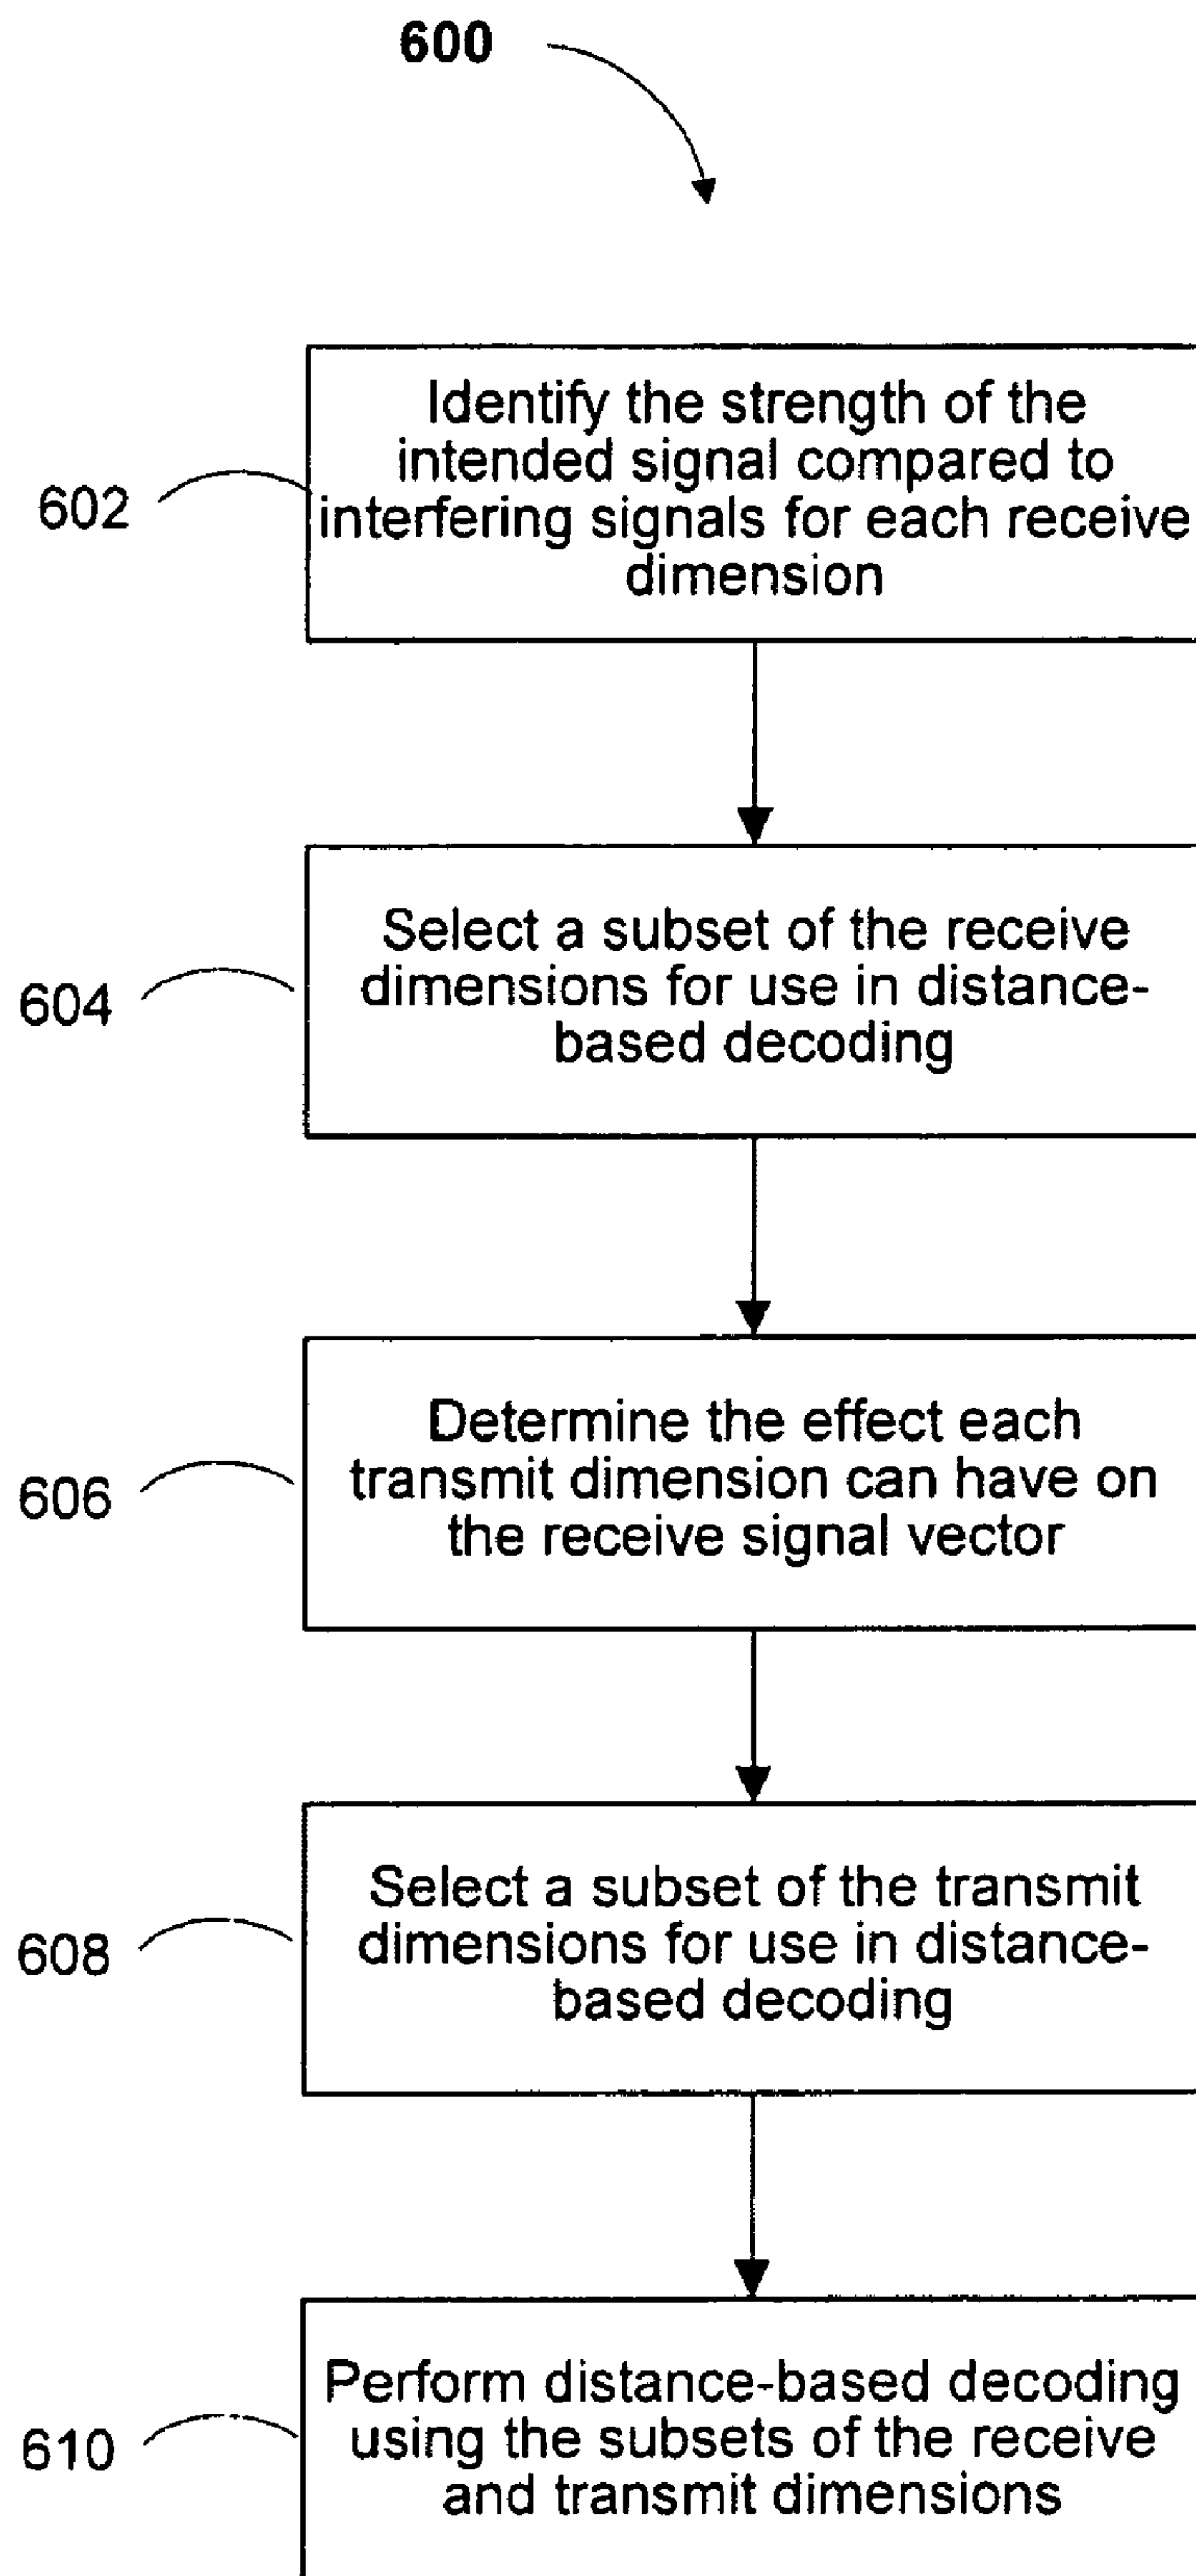 600
602
Identify the strength of the
intended signal compared to
interfering signals for each receive
dimension
604
Select a subset of the receive
dimensions for use in distance-
based decoding
606
Determine the effect each
transmit dimension can have on
the receive signal vector
608
Select a subset of the transmit
dimensions for use in distance-
based decoding
610
Perform distance-based decoding
using the subsets of the receive
and transmit dimensions